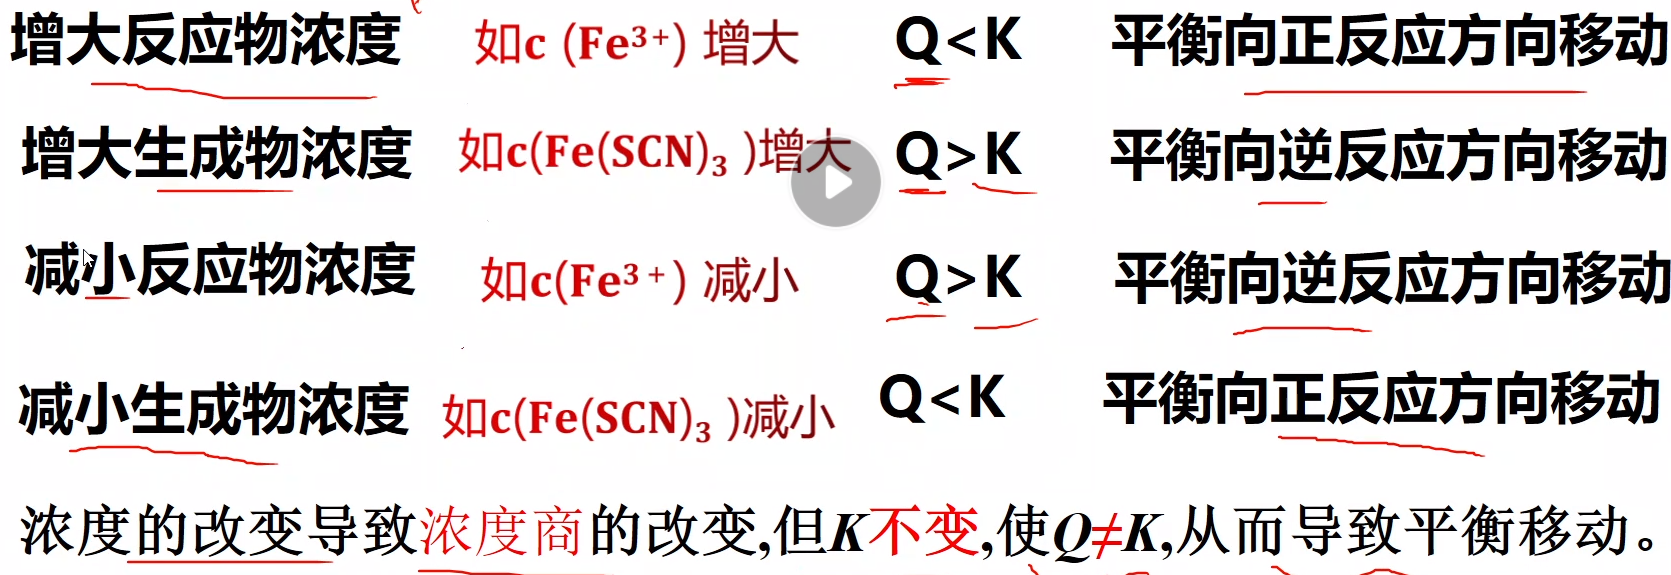 增大反应物浓度 如c (Fe³⁺) 增大 Q<K 平衡向正反应方向移动
增大生成物浓度 如c(Fe(SCN)₃ )增大 Q>K 平衡向逆反应方向移动
减小反应物浓度 如c(Fe³⁺) 减小 Q>K 平衡向逆反应方向移动
减小生成物浓度 如c(Fe(SCN)₃ )减小 Q<K 平衡向正反应方向移动
浓度的改变导致浓度商的改变,但K不变,使Q≠K,从而导致平衡移动。